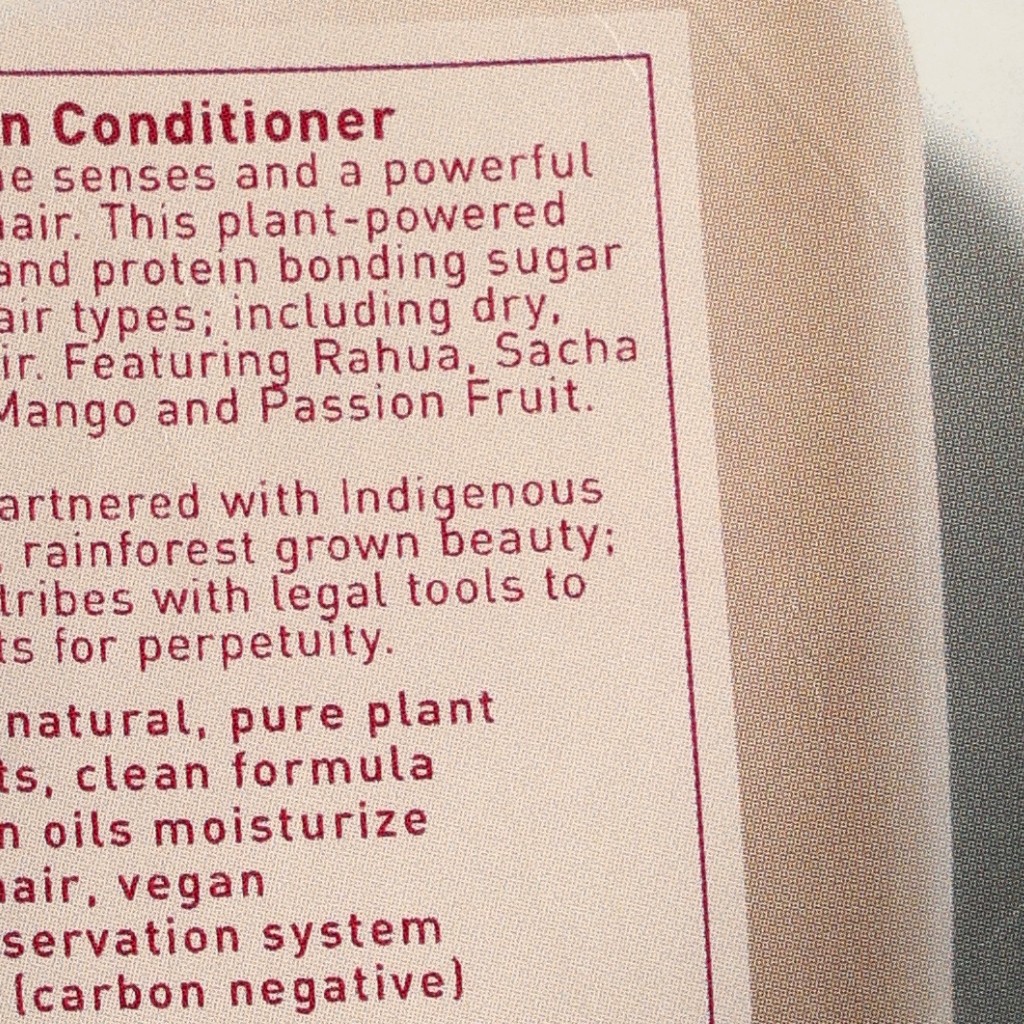 n Conditioner
e senses and a powerful
air. This plant-powered
and protein bonding sugar
air types; including dry,
ir. Featuring Rahua, Sacha
Mango and Passion Fruit.
artnered with Indigenous
, rainforest grown beauty;
tribes with legal tools to
ts for perpetuity.
natural, pure plant
ts, clean formula
n oils moisturize
air, vegan
servation system
(carbon negative)